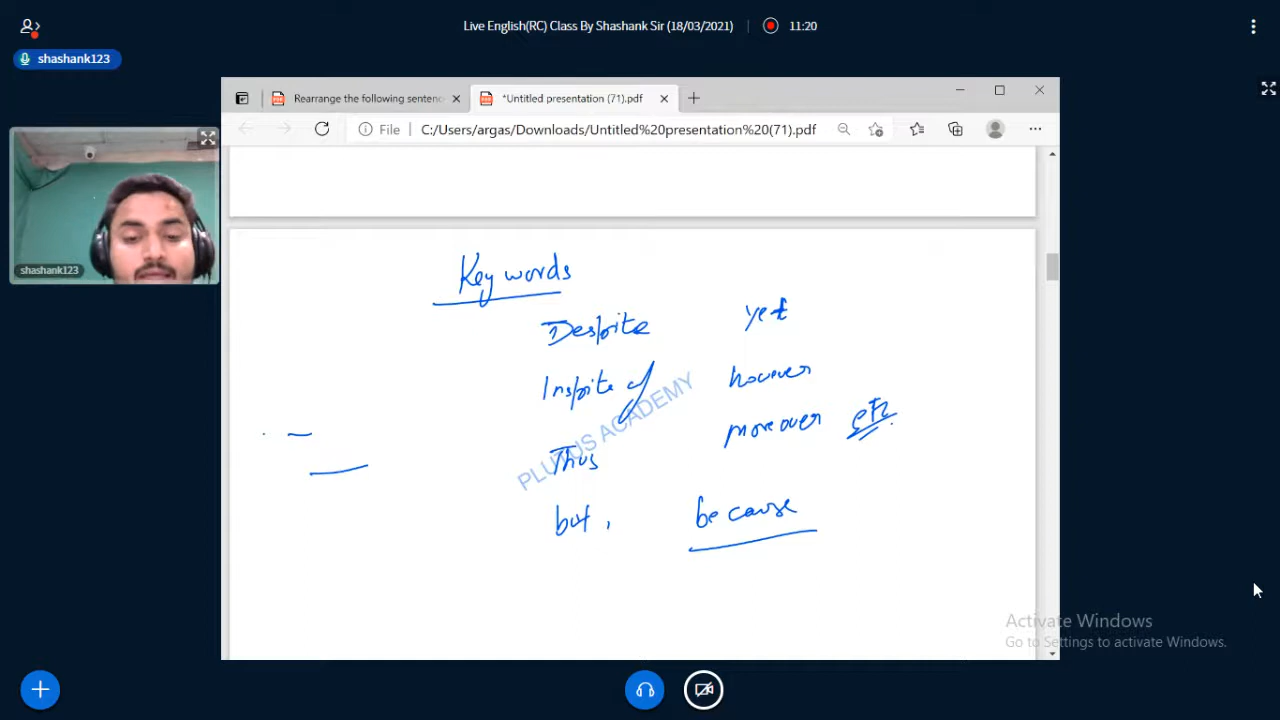 Live English(RC) Class By Shashank Sir (18/03/2021) 11:20
shashank123
Rearrange the following sentenc
*Untitled presentation (71).pdf
File C:/Users/argas/Downloads/Untitled%20presentation%20(71).pdf
shashank123
Key words
Despite yet
Inspite of however
moreover etc
PLUTUS ACADEMY
Thus
but, because
Activate Windows
Go to Settings to activate Windows.